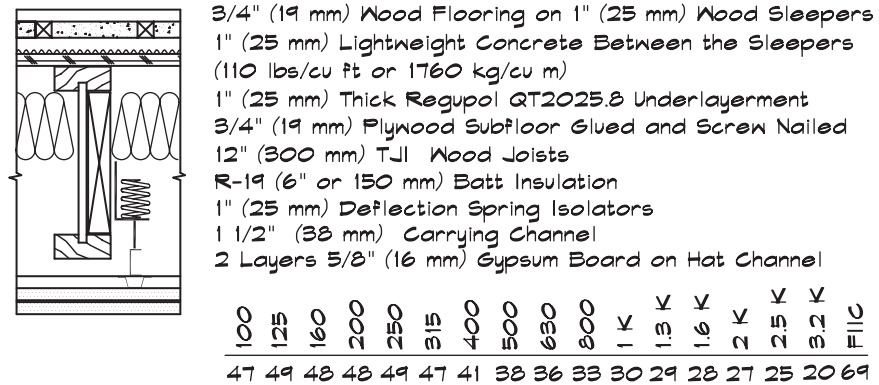 3/4" (19 mm) Wood Flooring on 1" (25 mm) Wood Sleepers
1" (25 mm) Lightweight Concrete Between the Sleepers
(110 lbs/cu ft or 1760 kg/cu m)
1" (25 mm) Thick Regupol QT2025.8 Underlayerment
3/4" (19 mm) Plywood Subfloor Glued and Screw Nailed
12" (300 mm) TJI Wood Joists
R-19 (6" or 150 mm) Batt Insulation
1" (25 mm) Deflection Spring Isolators
1 1/2" (38 mm) Carrying Channel
2 Layers 5/8" (16 mm) Gypsum Board on Hat Channel
100 125 160 200 250 315 400 500 630 800 1 K 1.3 K 1.6 K 2 K 2.5 K 3.2 K FIIC
47 49 48 48 49 47 41 38 36 33 30 29 28 27 25 20 69